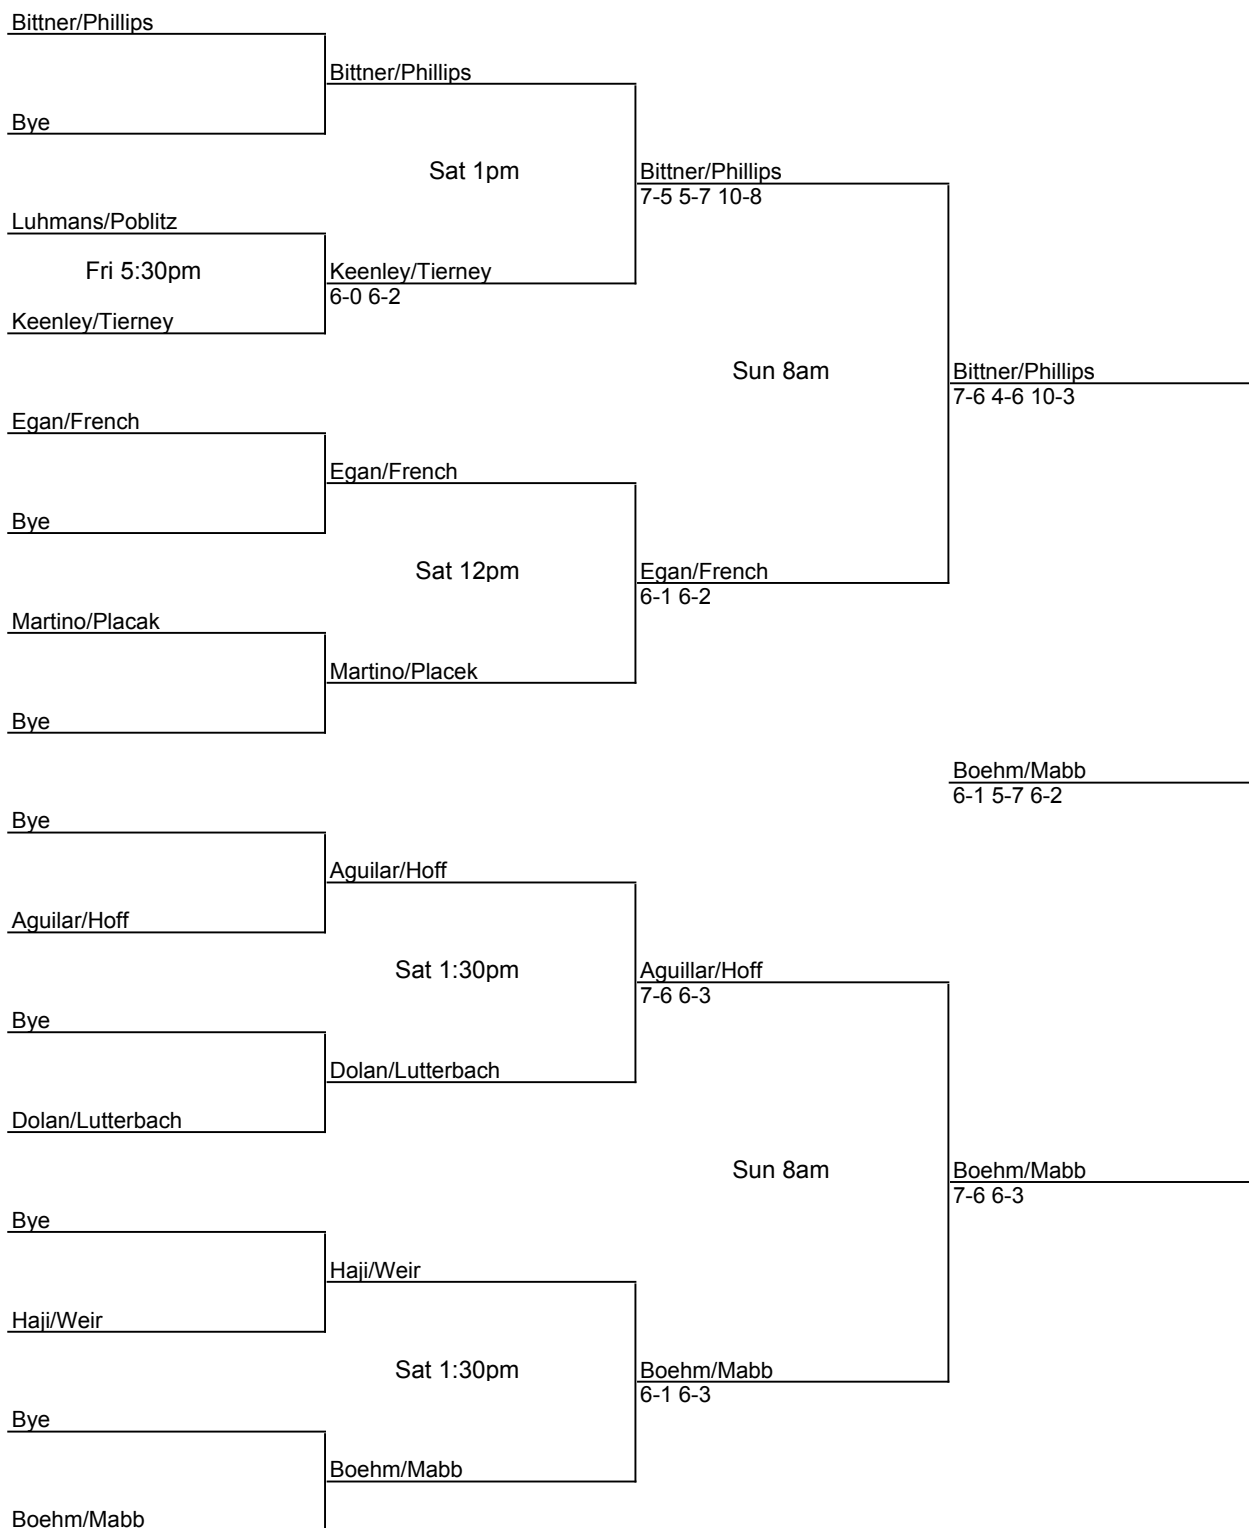 Bittner/Phillips
Bittner/Phillips
Bye
Sat 1pm
Bittner/Phillips
7-5 5-7 10-8
Luhmans/Poblitz
Fri 5:30pm
Keenley/Tierney
6-0 6-2
Keenley/Tierney
Sun 8am
Bittner/Phillips
7-6 4-6 10-3
Egan/French
Egan/French
Bye
Sat 12pm
Egan/French
6-1 6-2
Martino/Placak
Martino/Placek
Bye
Boehm/Mabb
6-1 5-7 6-2
Bye
Aguilar/Hoff
Aguilar/Hoff
Sat 1:30pm
Aguillar/Hoff
7-6 6-3
Bye
Dolan/Lutterbach
Dolan/Lutterbach
Sun 8am
Boehm/Mabb
7-6 6-3
Bye
Haji/Weir
Haji/Weir
Sat 1:30pm
Boehm/Mabb
6-1 6-3
Bye
Boehm/Mabb
Boehm/Mabb